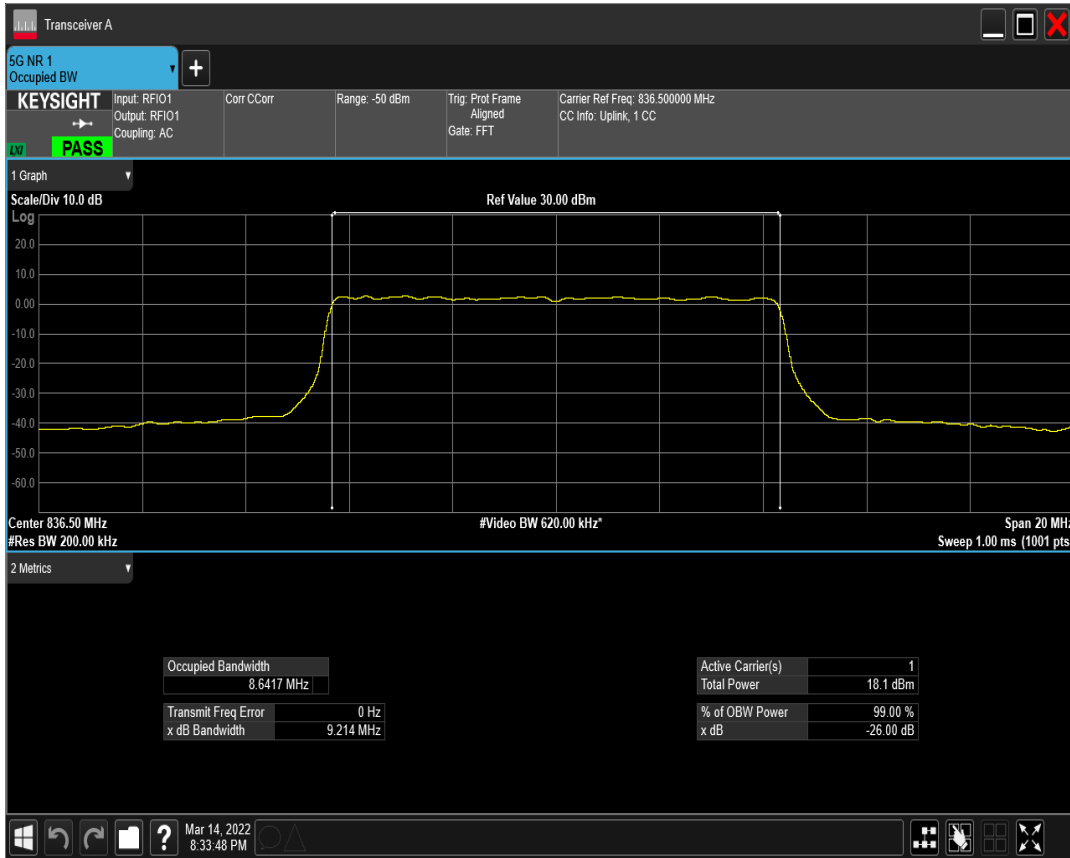 Transceiver A
5G NR 1
Occupied BW
+
KEYSIGHT
LXI
PASS
Input: RFIO1
Output: RFIO1
Coupling: AC
Corr CCorr
Range: -50 dBm
Trig: Prot Frame
Aligned
Gate: FFT
Carrier Ref Freq: 836.500000 MHz
CC Info: Uplink, 1 CC
1 Graph
Scale/Div 10.0 dB
Ref Value 30.00 dBm
Log
20.0
10.0
0.00
-10.0
-20.0
-30.0
-40.0
-50.0
-60.0
Center 836.50 MHz
#Video BW 620.00 kHz*
Span 20 MHz
#Res BW 200.00 kHz
Sweep 1.00 ms (1001 pts
2 Metrics
Occupied Bandwidth
8.6417 MHz
Transmit Freq Error 0 Hz
x dB Bandwidth 9.214 MHz
Active Carrier(s) 1
Total Power 18.1 dBm
% of OBW Power 99.00 %
x dB -26.00 dB
?
Mar 14, 2022
8:33:48 PM